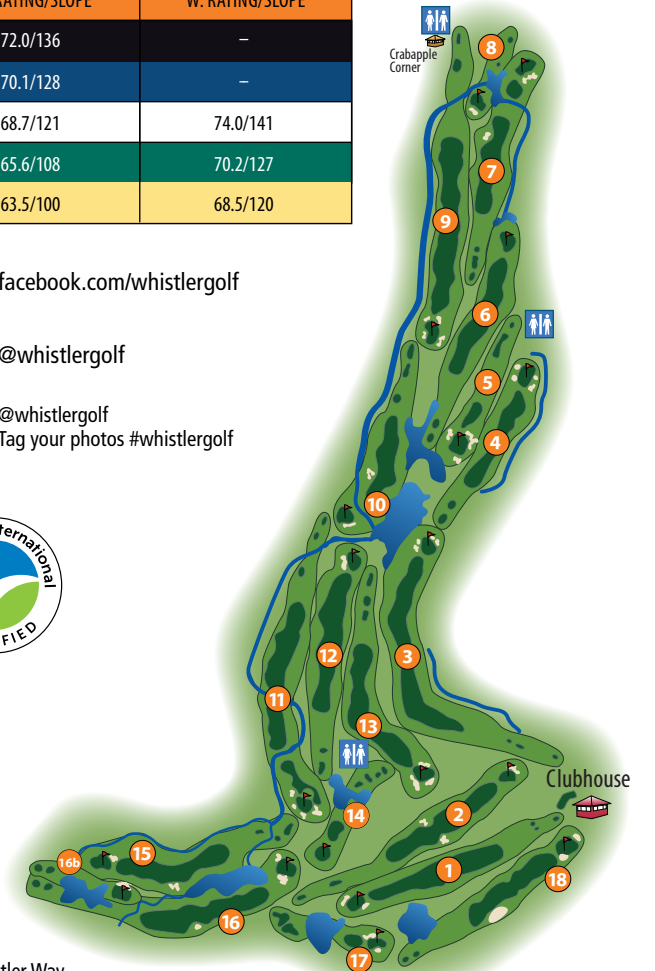 RATING/SLOPE W. RATING/SLOPE
72.0/136 –
70.1/128 –
68.7/121 74.0/141
65.6/108 70.2/127
63.5/100 68.5/120
facebook.com/whistlergolf
@whistlergolf
@whistlergolf
Tag your photos #whistlergolf
Crabapple
Corner
8
7
9
6
5
4
10
12
3
11
13
Clubhouse
14
2
15
16b
1
18
16
17